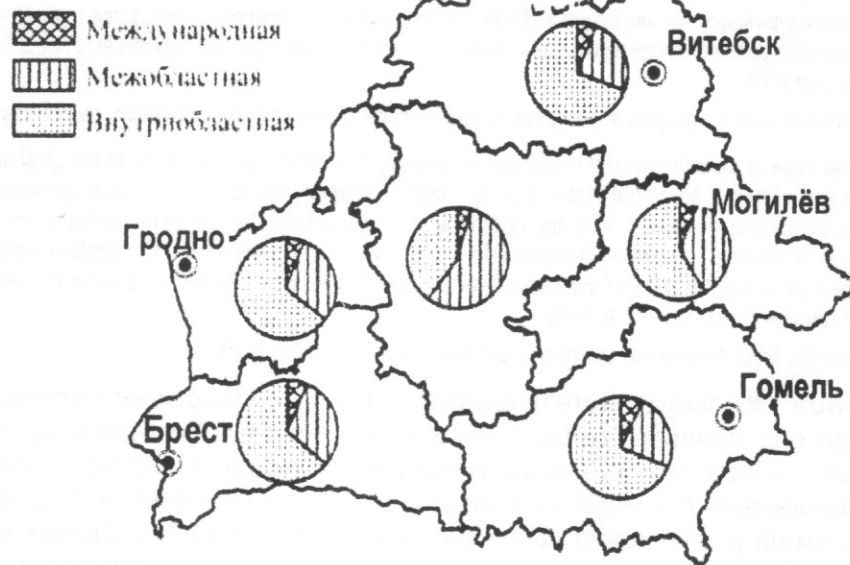 Международная
Межобластная
Внутриобластная
Витебск
Могилёв
Гродно
Гомель
Брест